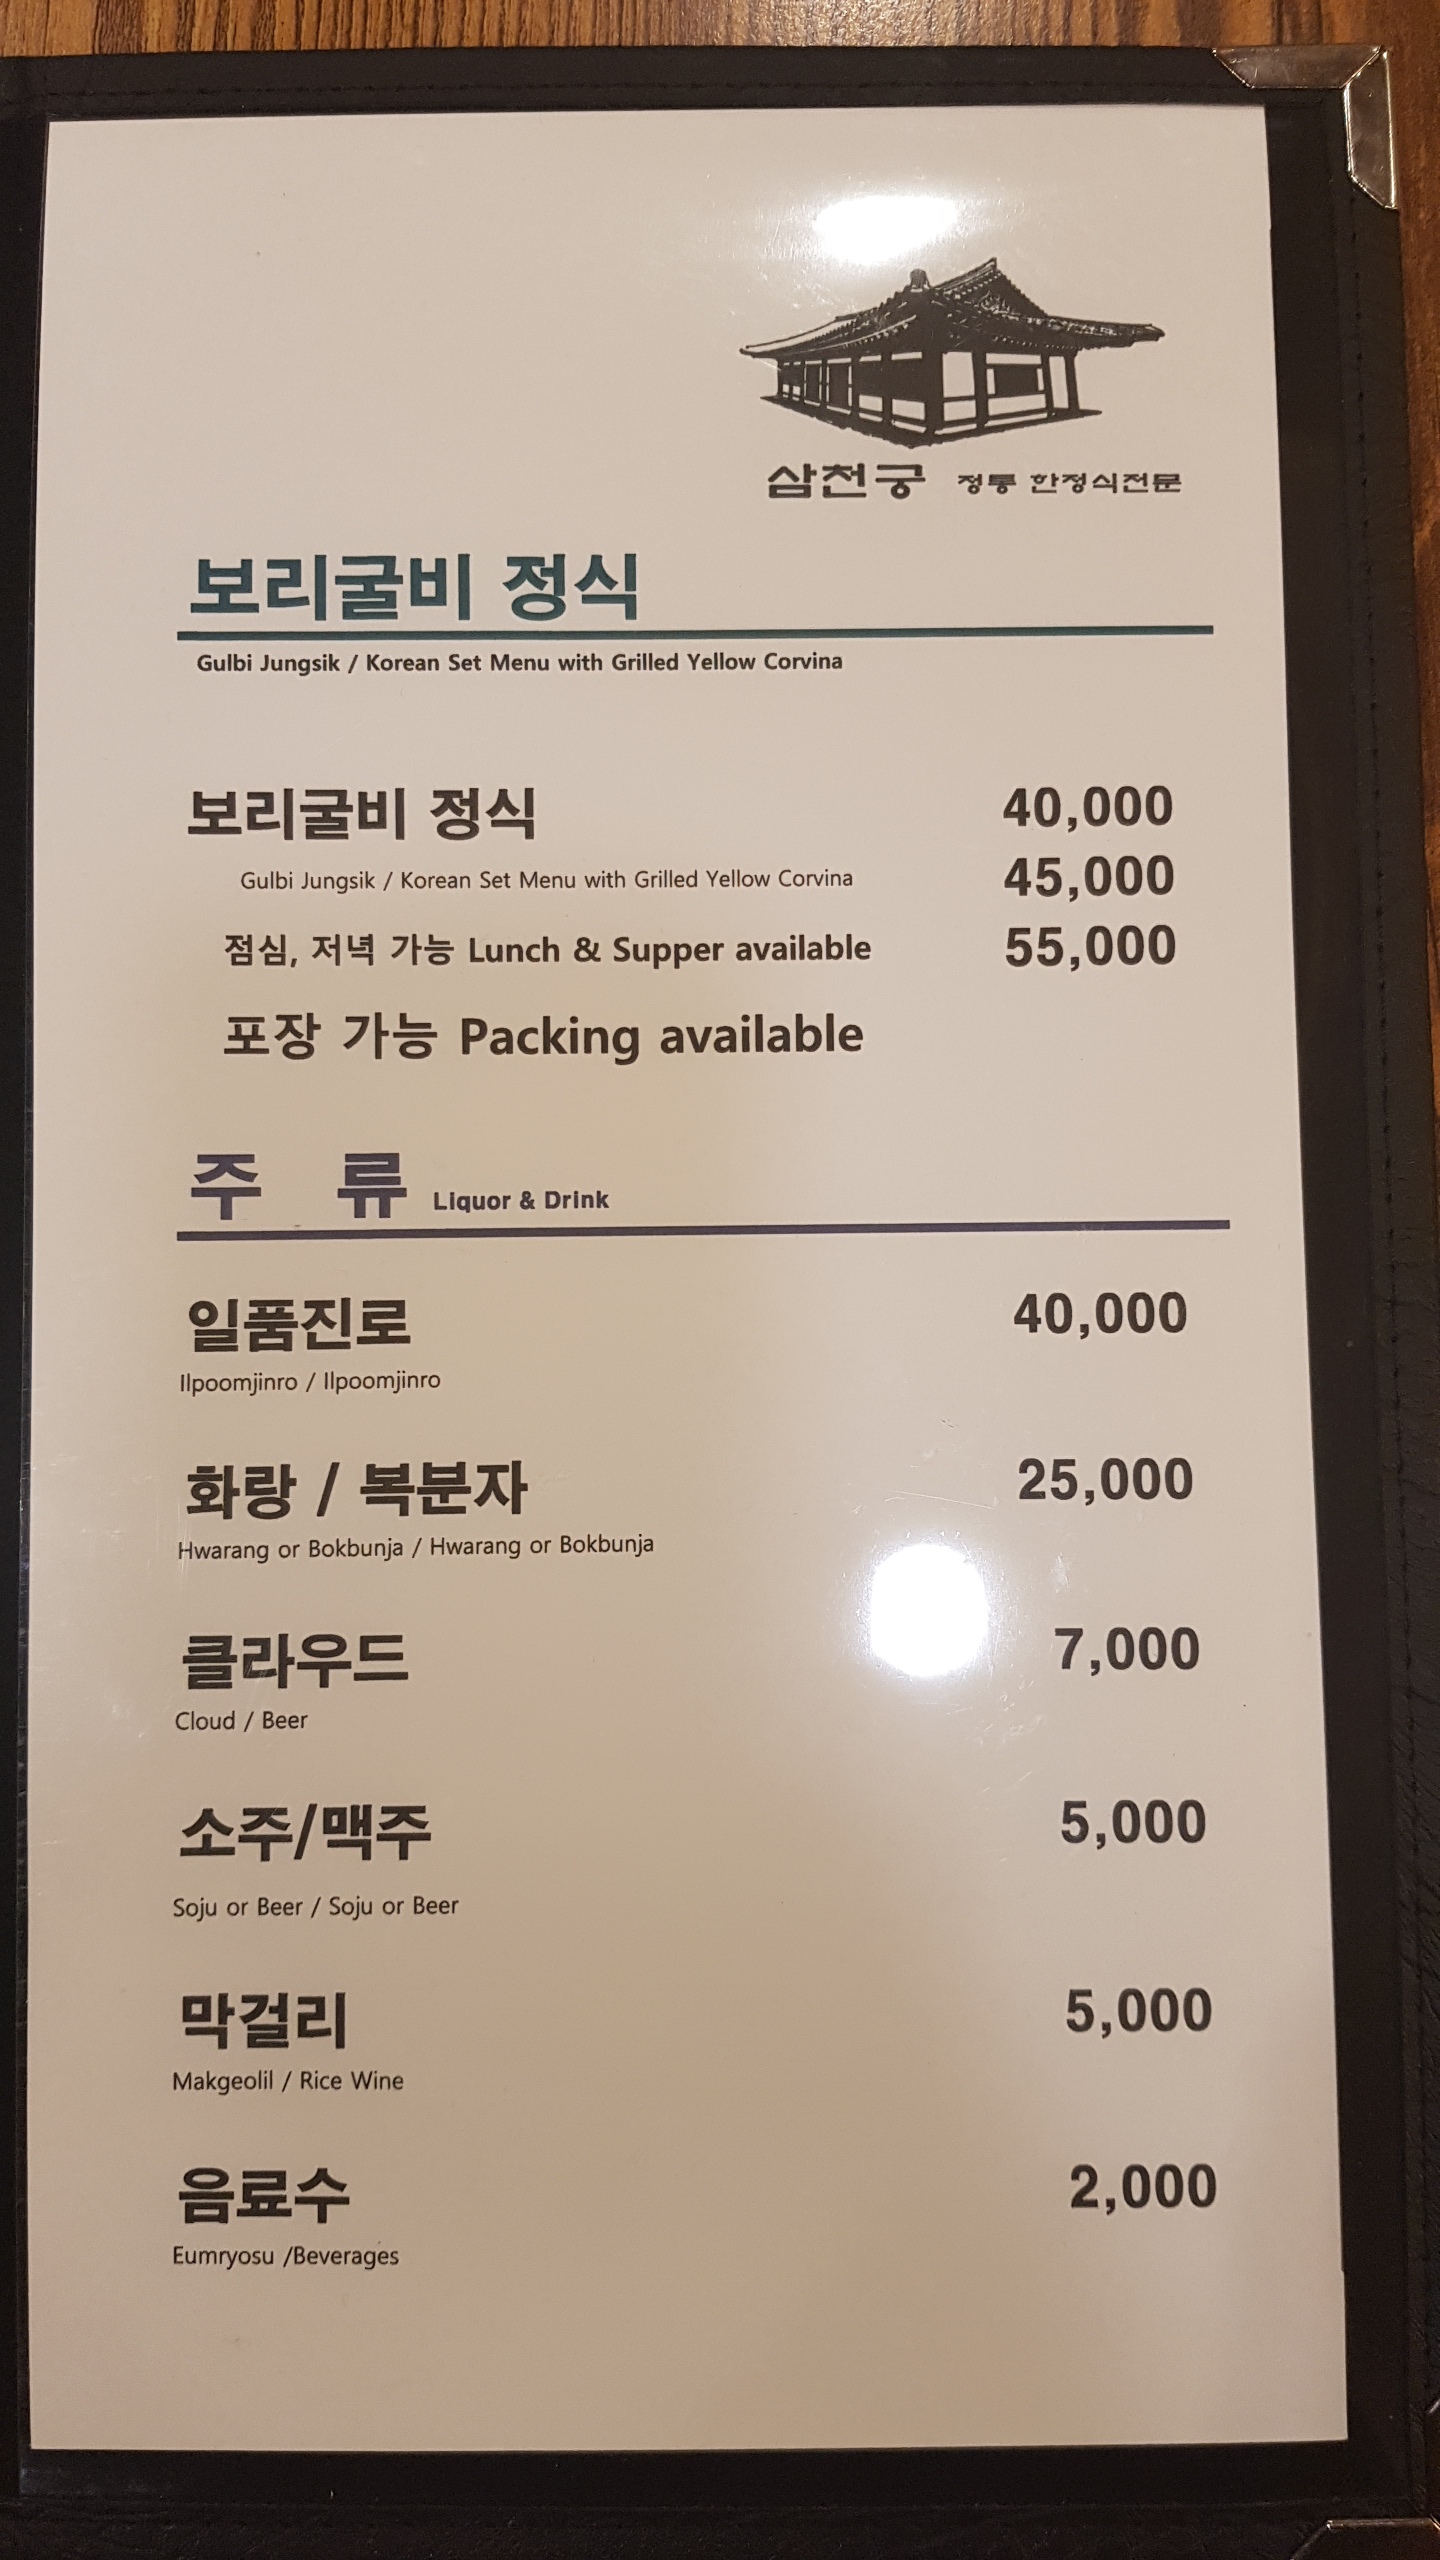 삼천궁 정통 한정식전문
보리굴비 정식
Gulbi Jungsik / Korean Set Menu with Grilled Yellow Corvina
보리굴비 정식 40,000
Gulbi Jungsik / Korean Set Menu with Grilled Yellow Corvina 45,000
점심, 저녁 가능 Lunch & Supper available 55,000
포장 가능 Packing available
주 류 Liquor & Drink
일품진로 40,000
Ilpoomjinro / Ilpoomjinro
화랑 / 복분자 25,000
Hwarang or Bokbunja / Hwarang or Bokbunja
클라우드 7,000
Cloud / Beer
소주/맥주 5,000
Soju or Beer / Soju or Beer
막걸리 5,000
Makgeolil / Rice Wine
음료수 2,000
Eumryosu /Beverages